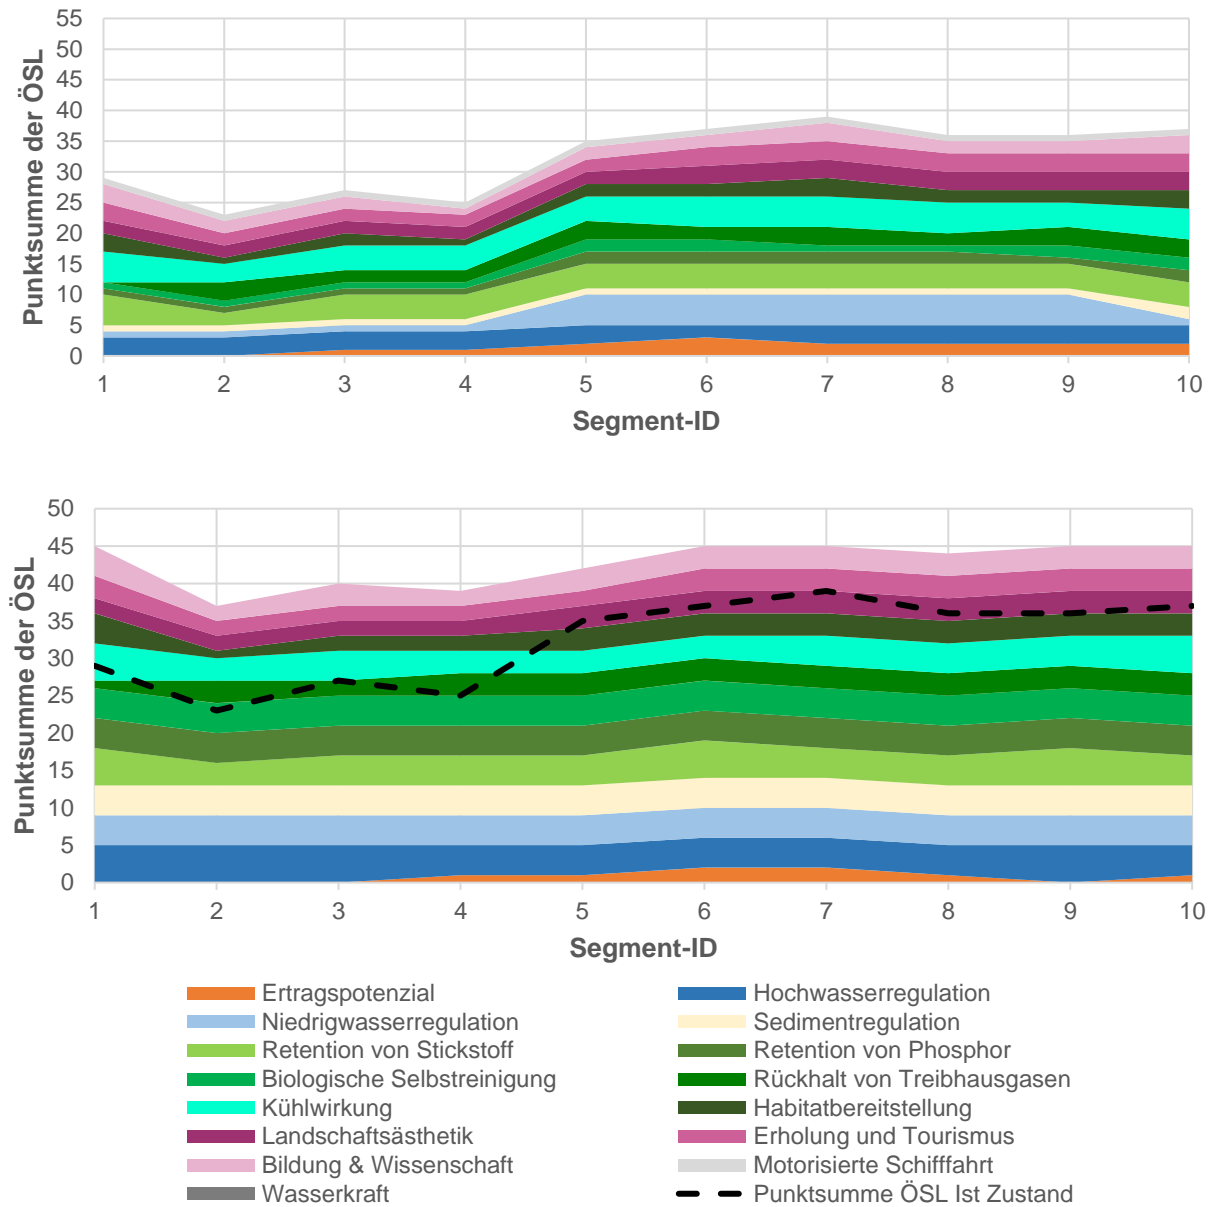 Punktsumme der ÖSL
55
50
45
40
35
30
25
20
15
10
5
0
1 2 3 4 5 6 7 8 9 10
Segment-ID
Punktsumme der ÖSL
50
45
40
35
30
25
20
15
10
5
0
1 2 3 4 5 6 7 8 9 10
Segment-ID
Ertragspotenzial Hochwasserregulation
Niedrigwasserregulation Sedimentregulation
Retention von Stickstoff Retention von Phosphor
Biologische Selbstreinigung Rückhalt von Treibhausgasen
Kühlwirkung Habitatbereitstellung
Landschaftsästhetik Erholung und Tourismus
Bildung & Wissenschaft Motorisierte Schifffahrt
Wasserkraft Punktsumme ÖSL Ist Zustand